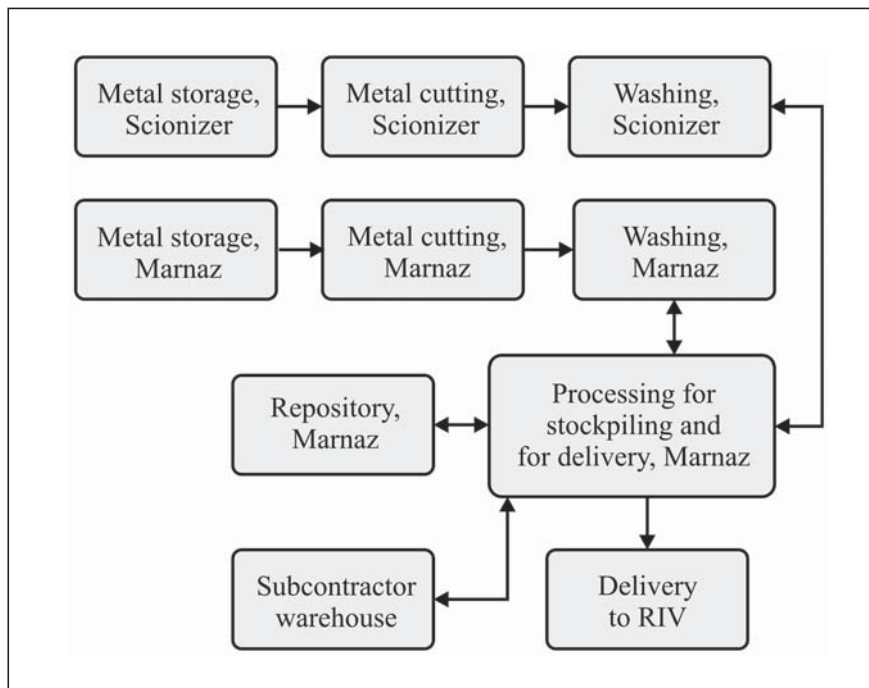 Metal storage,
Scionizer
Metal cutting,
Scionizer
Washing,
Scionizer
Metal storage,
Marnaz
Metal cutting,
Marnaz
Washing,
Marnaz
Repository,
Marnaz
Processing for
stockpiling and
for delivery, Marnaz
Subcontractor
warehouse
Delivery
to RIV